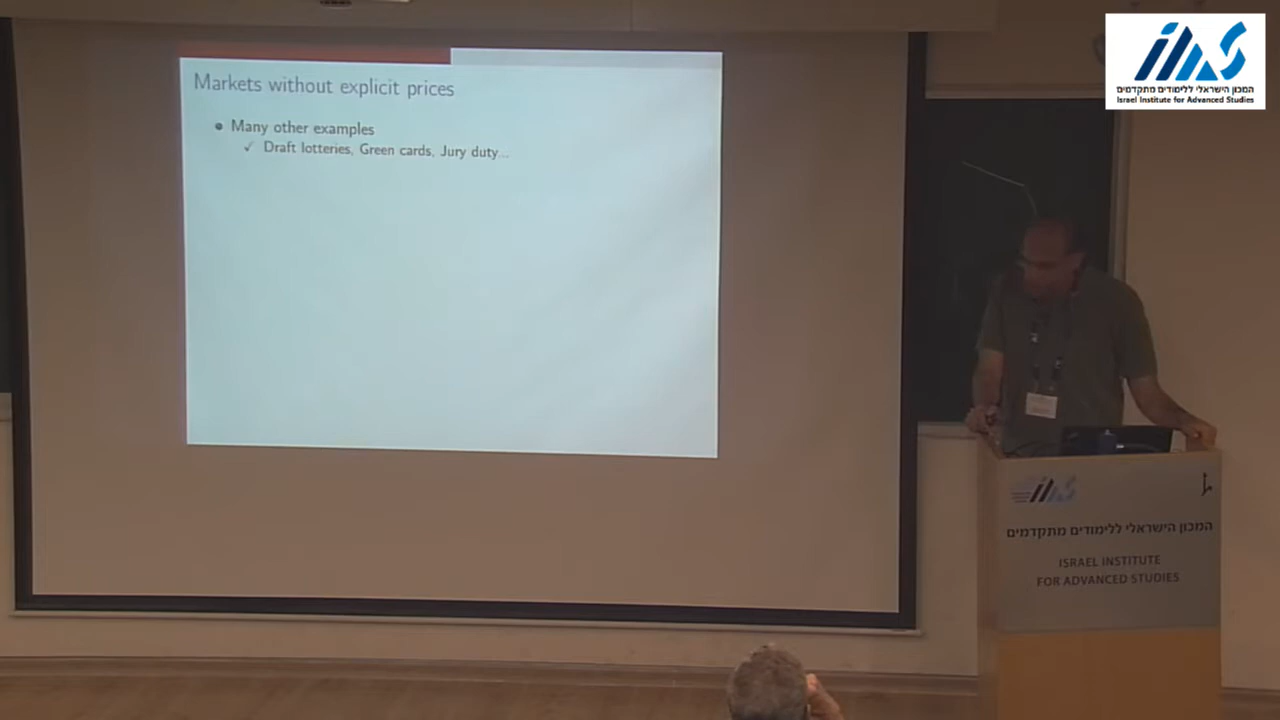 Markets without explicit prices
Many other examples
✓ Draft lotteries, Green cards, Jury duty...
המכון הישראלי ללימודים מתקדמים
Israel Institute for Advanced Studies
המכון הישראלי ללימודים מתקדמים
ISRAEL INSTITUTE
FOR ADVANCED STUDIES